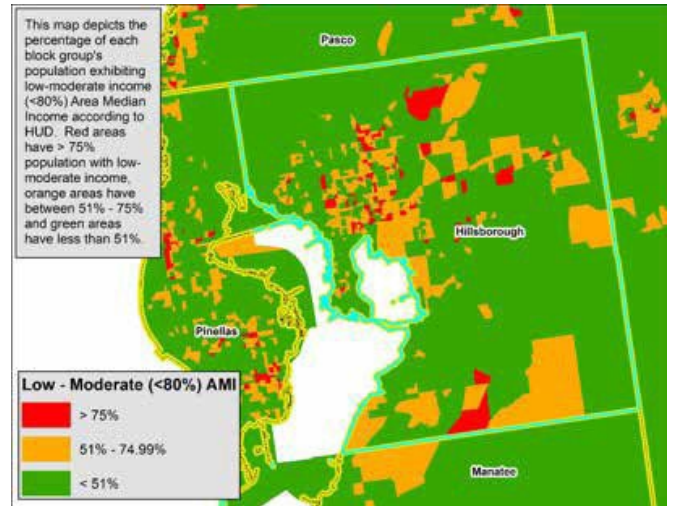 This map depicts the
percentage of each
block group's
population exhibiting
low-moderate income
(<80%) Area Median
Income according to
HUD.  Red areas
have > 75%
population with low-
moderate income,
orange areas have
between 51% - 75%
and green areas
have less than 51%.
Pasco
Hillsborough
Pinellas
Low - Moderate (<80%) AMI
> 75%
51% - 74.99%
< 51%
Manatee